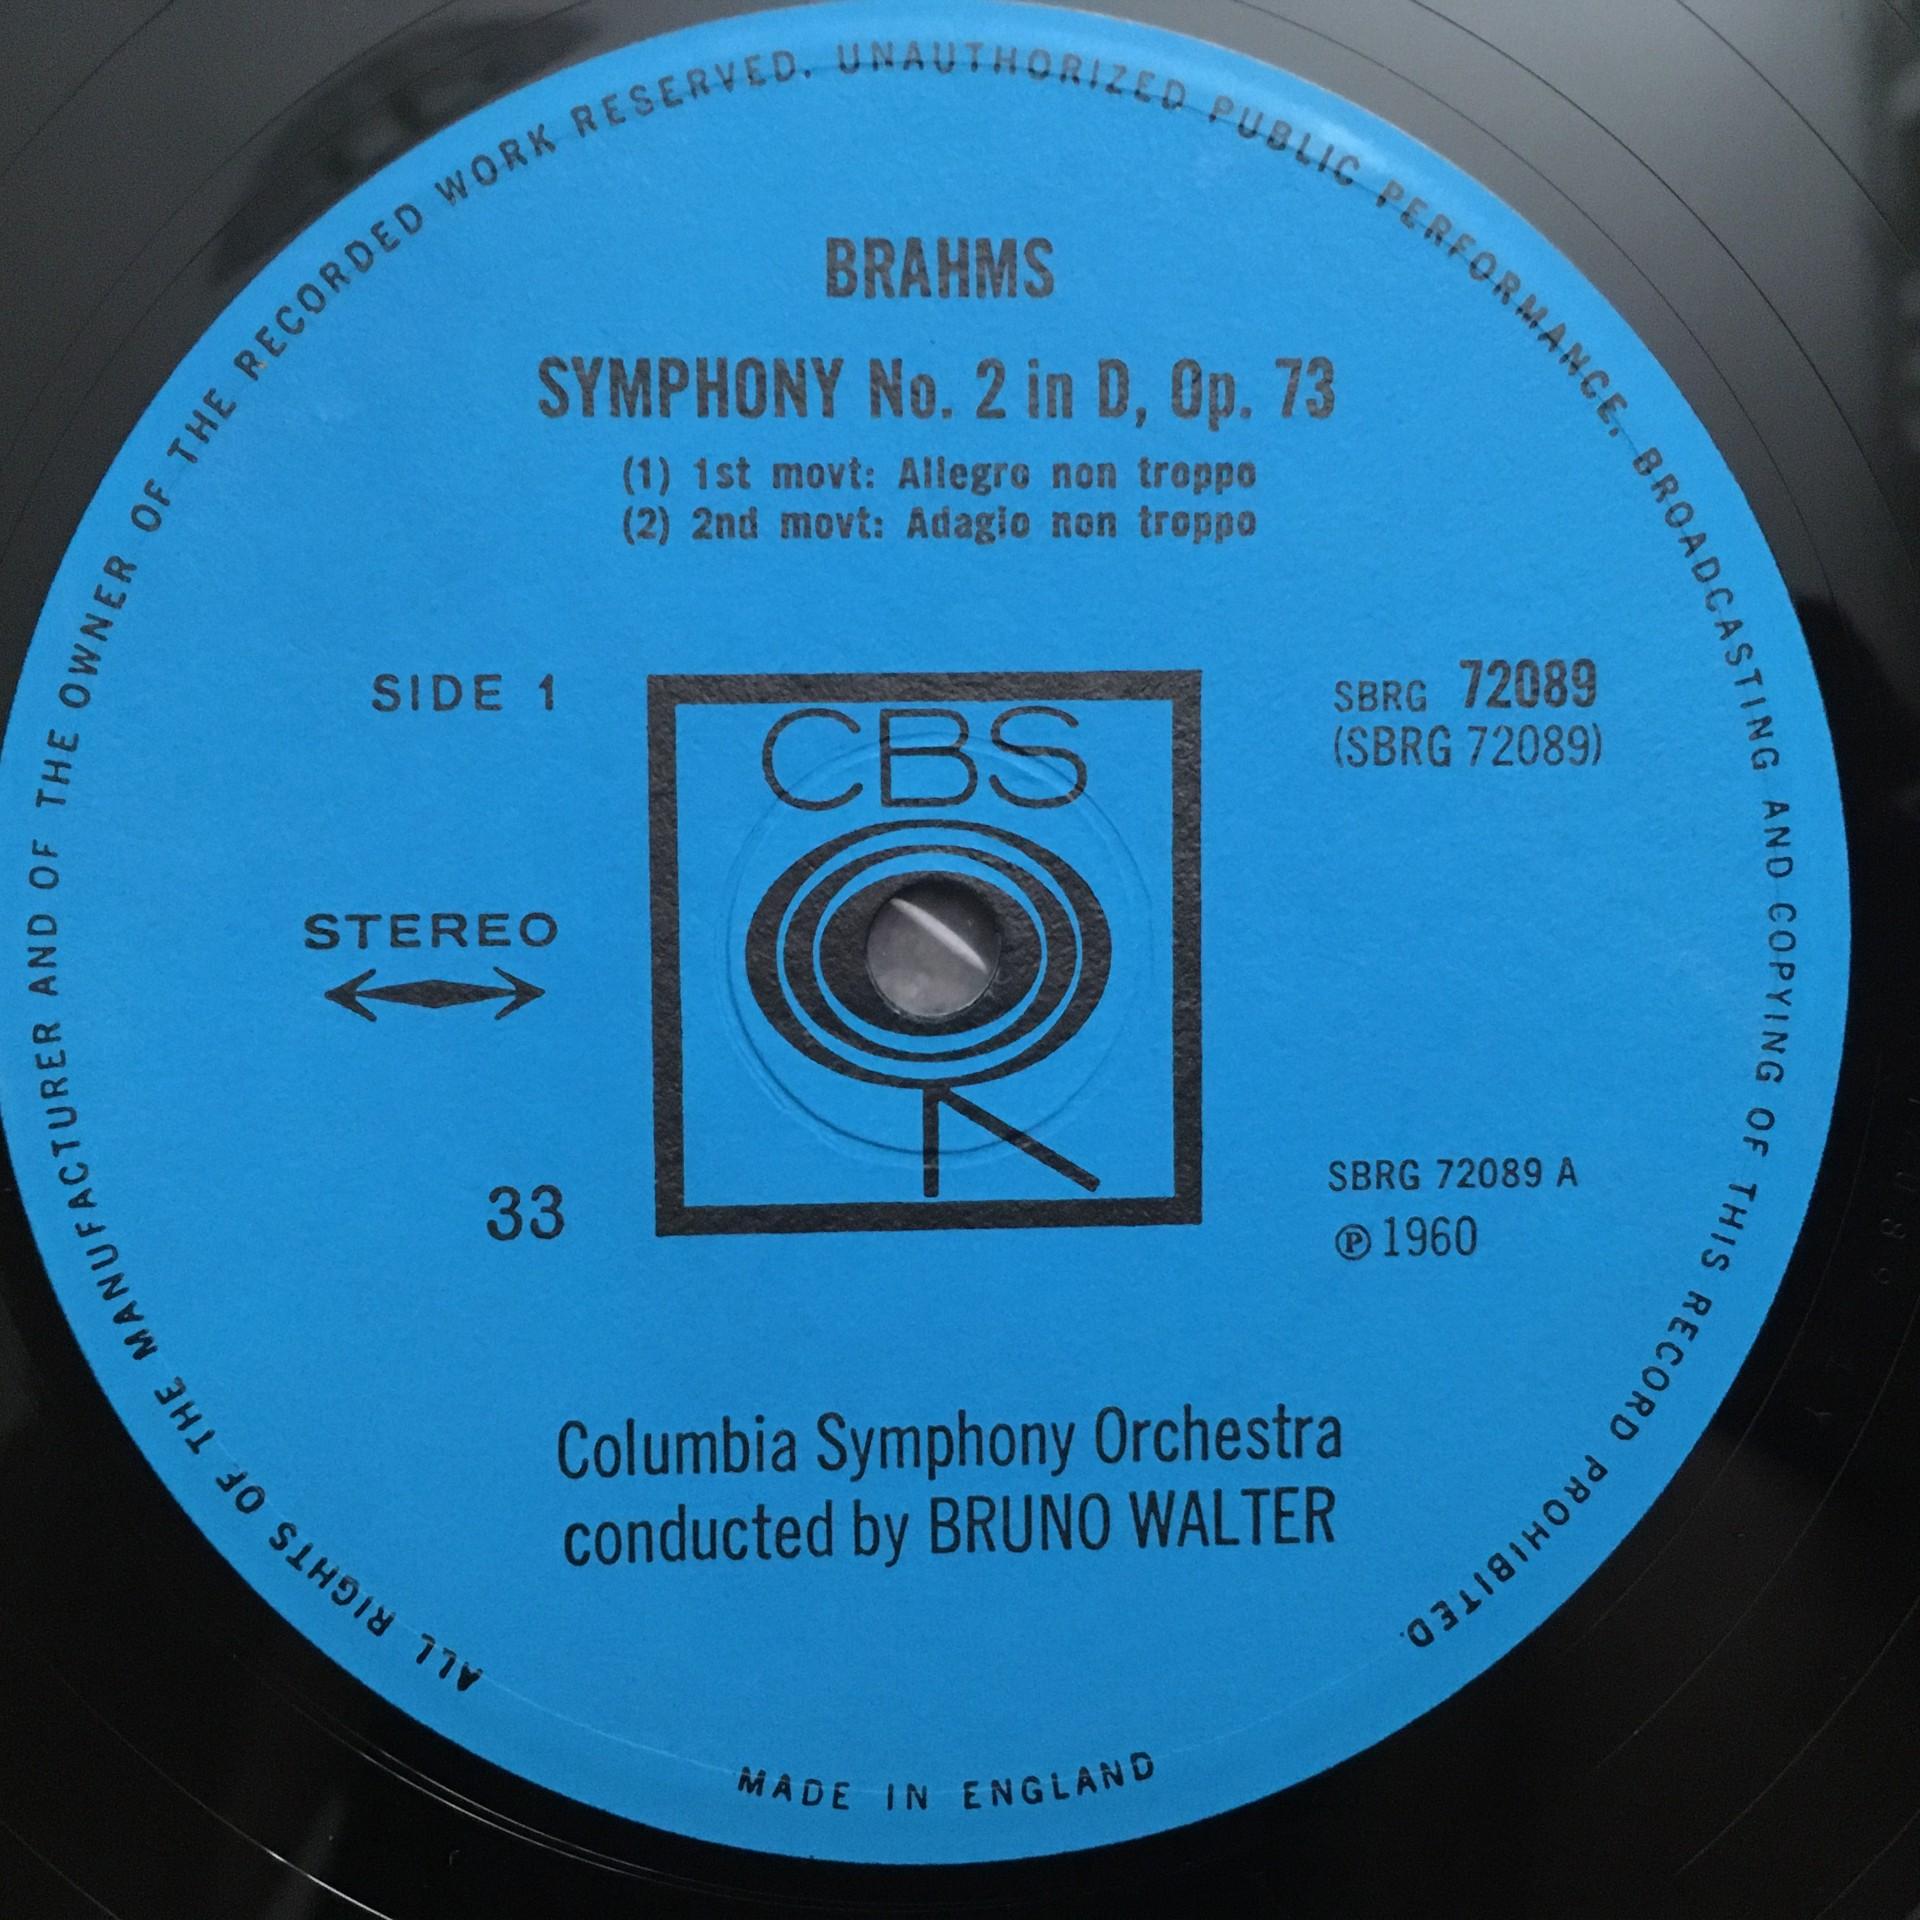 ALL RIGHTS OF THE MANUFACTURER AND OF THE OWNER OF THE RECORDED WORK RESERVED. UNAUTHORIZED PUBLIC PERFORMANCE, BROADCASTING AND COPYING OF THIS RECORD PROHIBITED.
BRAHMS
SYMPHONY No. 2 in D, Op. 73
(1) 1st movt: Allegro non troppo
(2) 2nd movt: Adagio non troppo
SIDE 1
CBS
SBRG 72089
(SBRG 72089)
STEREO
33
SBRG 72089 A
Ⓟ 1960
Columbia Symphony Orchestra
conducted by BRUNO WALTER
MADE IN ENGLAND